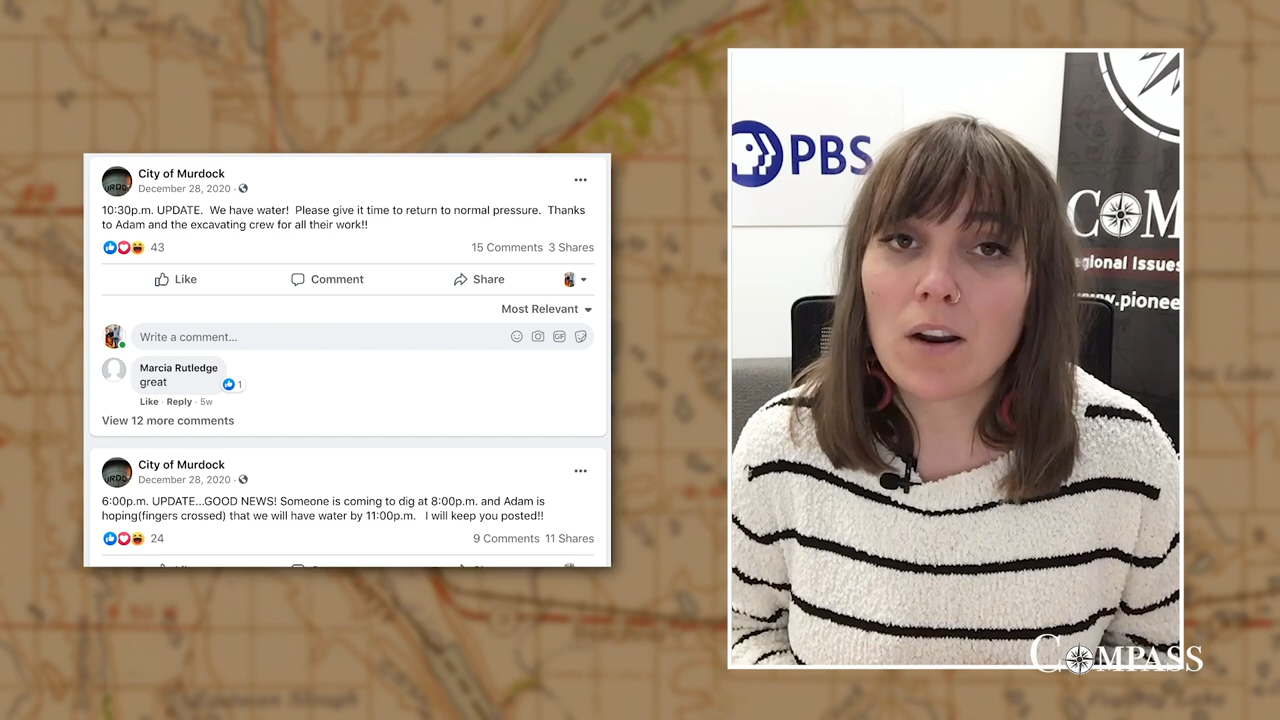 City of Murdock
December 28, 2020 ·
10:30p.m. UPDATE. We have water! Please give it time to return to normal pressure. Thanks
to Adam and the excavating crew for all their work!!
43
15 Comments 3 Shares
Like
Comment
Share
Most Relevant
Write a comment...
GIF
Marcia Rutledge
great
1
Like · Reply · 5w
View 12 more comments
City of Murdock
December 28, 2020 ·
6:00p.m. UPDATE...GOOD NEWS! Someone is coming to dig at 8:00p.m. and Adam is
hoping(fingers crossed) that we will have water by 11:00p.m. I will keep you posted!!
24
9 Comments 11 Shares
PBS
COM
egional Issues
www.pionee
LAKE
COMPASS